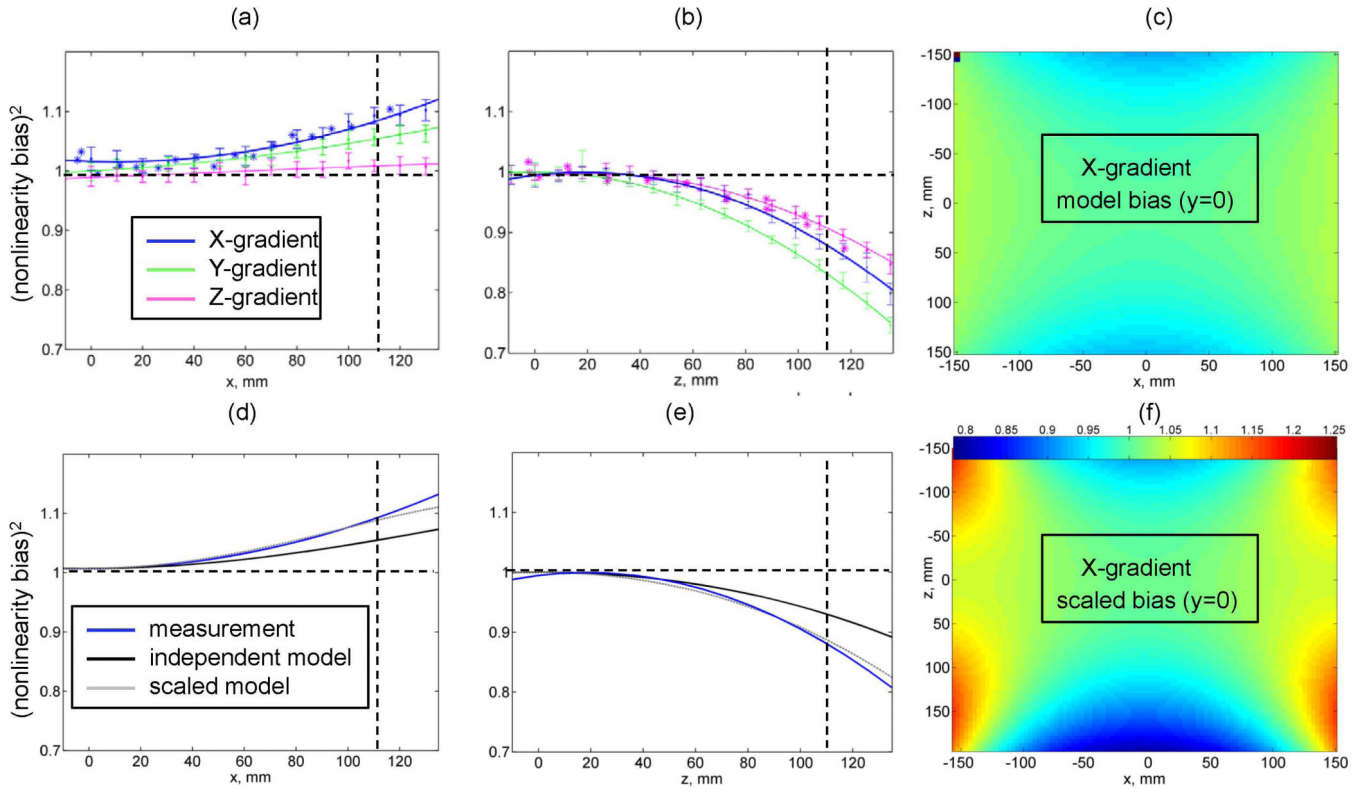 (a)
(b)
(c)
(nonlinearity bias)²
1.1
1
0.9
0.8
0.7
X-gradient
Y-gradient
Z-gradient
0 20 40 60 80 100 120
x, mm
1.1
1
0.9
0.8
0.7
0 20 40 60 80 100 120
z, mm
-150
-100
-50
0
50
100
150
z, mm
X-gradient
model bias (y=0)
-150 -100 -50 0 50 100 150
x, mm
(d)
(e)
(f)
(nonlinearity bias)²
1.1
1
0.9
0.8
0.7
measurement
independent model
scaled model
0 20 40 60 80 100 120
x, mm
1.1
1
0.9
0.8
0.7
0 20 40 60 80 100 120
z, mm
0.8 0.85 0.9 0.95 1 1.05 1.1 1.15 1.2 1.25
-150
-100
-50
0
50
100
150
z, mm
X-gradient
scaled bias (y=0)
-150 -100 -50 0 50 100 150
x, mm